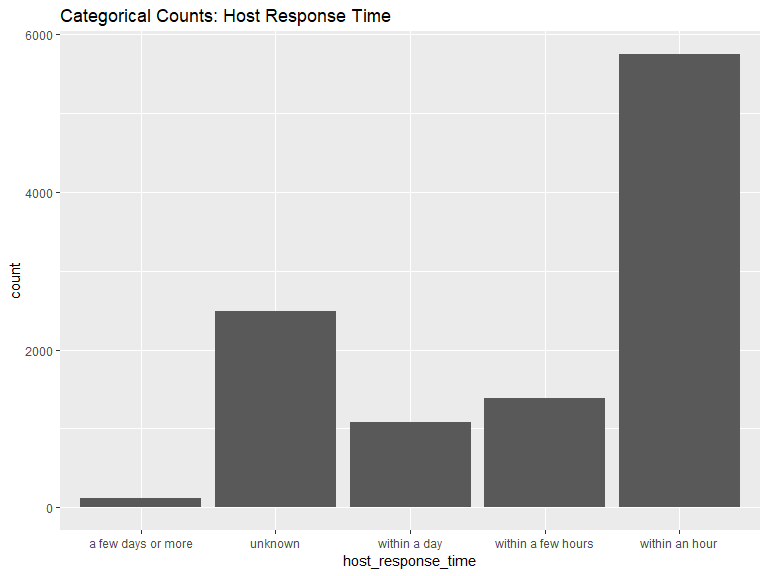 Categorical Counts: Host Response Time
6000
4000
2000
0
count
a few days or more
unknown
within a day
within a few hours
within an hour
host_response_time